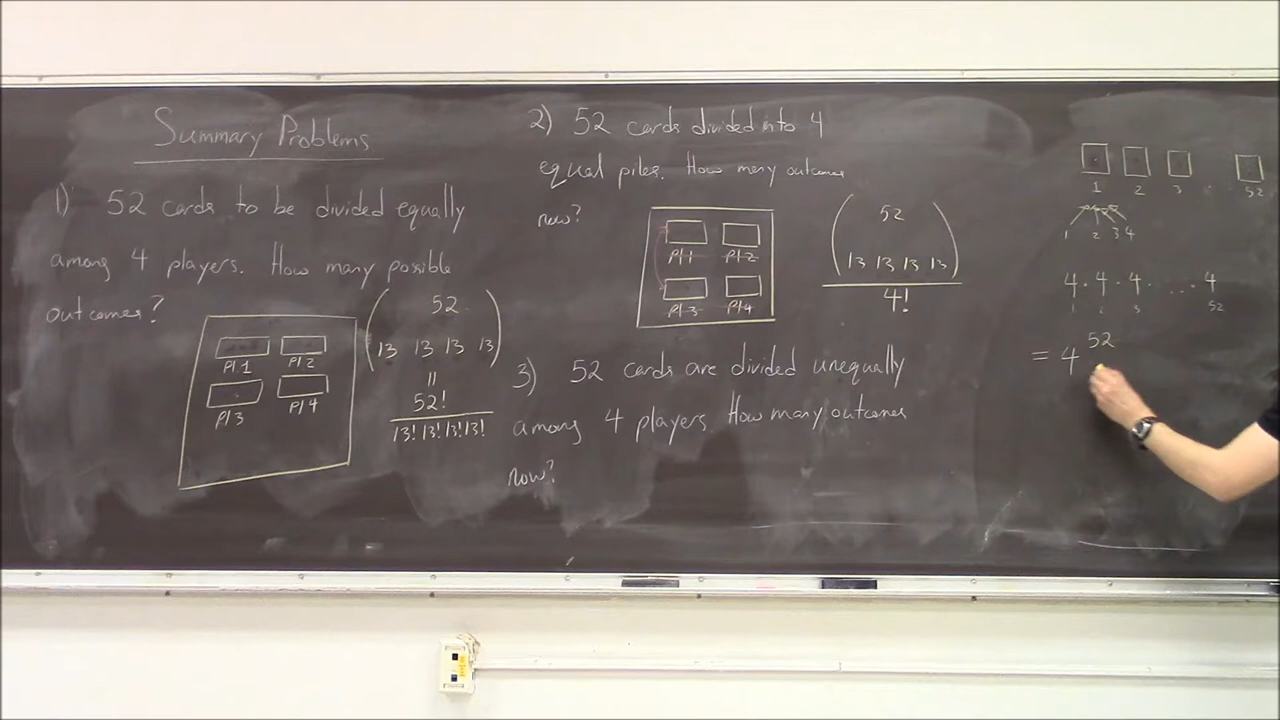 Summary Problems
1) 52 cards to be divided equally
among 4 players. How many possible
outcomes?
Pl 1 Pl 2
Pl 3 Pl 4
52
13 13 13 13
=
52!
13! 13! 13! 13!
2) 52 cards divided into 4
equal piles. How many outcomes
now?
Pl 1 Pl 2
Pl 3 Pl 4
52
13 13 13 13
4!
3) 52 cards are divided unequally
among 4 players. How many outcomes
now?
1 2 3 . . 52
1 2 3 4
4 · 4 · 4 · .... · 4
1 2 3 52
= 4^52